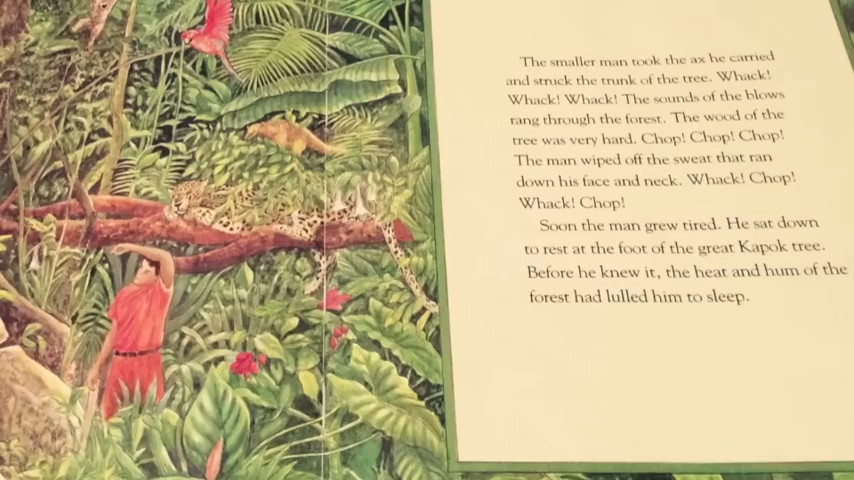 The smaller man took the ax he carried
and struck the trunk of the tree. Whack!
Whack! Whack! The sounds of the blows
rang through the forest. The wood of the
tree was very hard. Chop! Chop! Chop!
The man wiped off the sweat that ran
down his face and neck. Whack! Chop!
Whack! Chop!
Soon the man grew tired. He sat down
to rest at the foot of the great Kapok tree.
Before he knew it, the heat and hum of the
forest had lulled him to sleep.